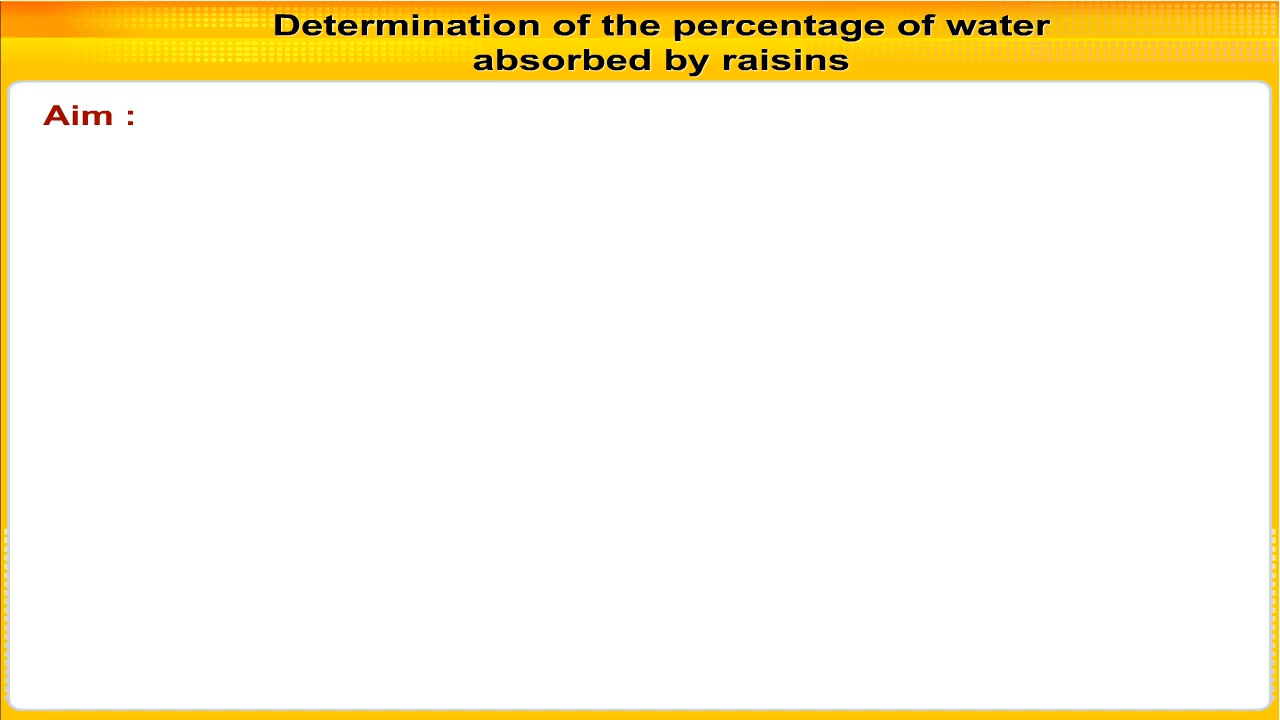 Determination of the percentage of water
absorbed by raisins
Aim :